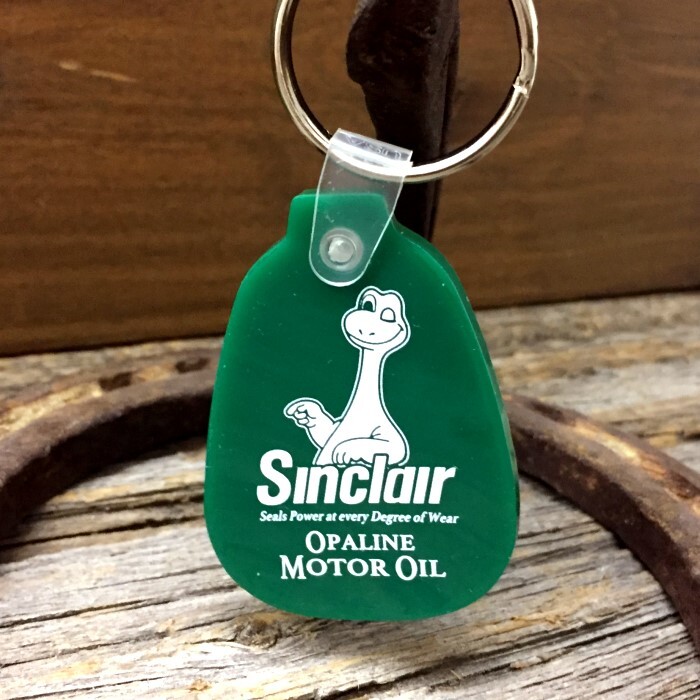 Sinclair
Seals Power at every Degree of Wear
OPALINE
MOTOR OIL